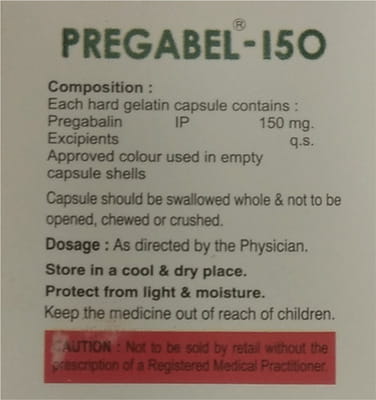 PREGABEL®-150
Composition :
Each hard gelatin capsule contains :
Pregabalin IP 150 mg.
Excipients q.s.
Approved colour used in empty
capsule shells
Capsule should be swallowed whole & not to be
opened, chewed or crushed.
Dosage : As directed by the Physician.
Store in a cool & dry place.
Protect from light & moisture.
Keep the medicine out of reach of children.
CAUTION : Not to be sold by retail without the
prescription of a Registered Medical Practitioner.